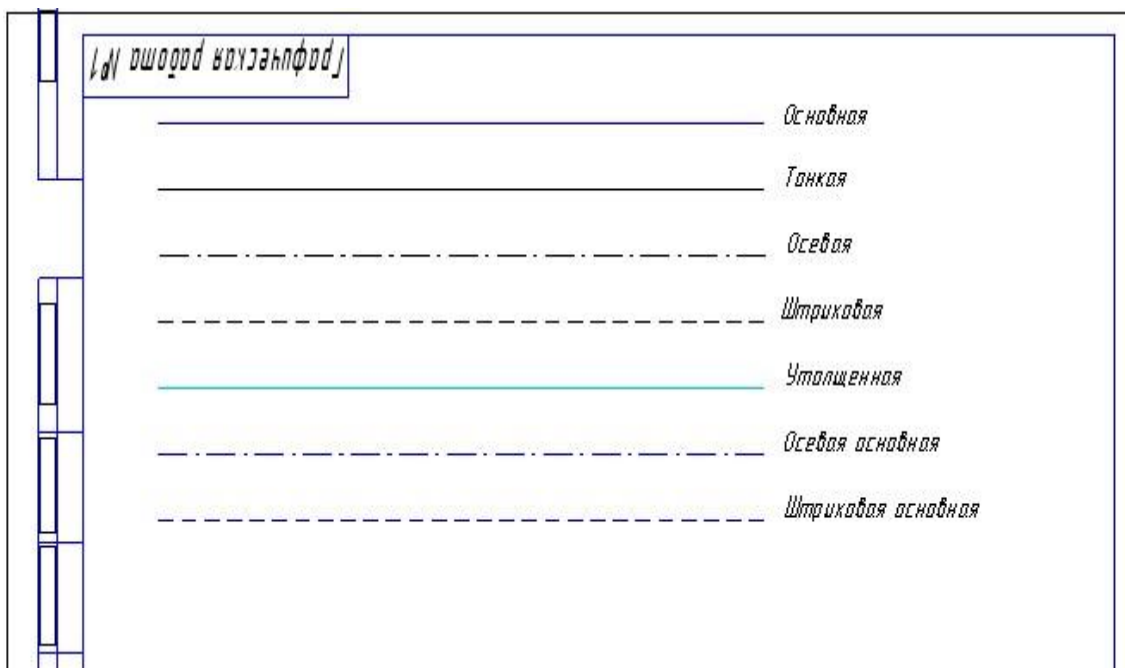 Графическая работа №1
Основная
Тонкая
Осевая
Штриховая
Утолщенная
Осевая основная
Штриховая основная